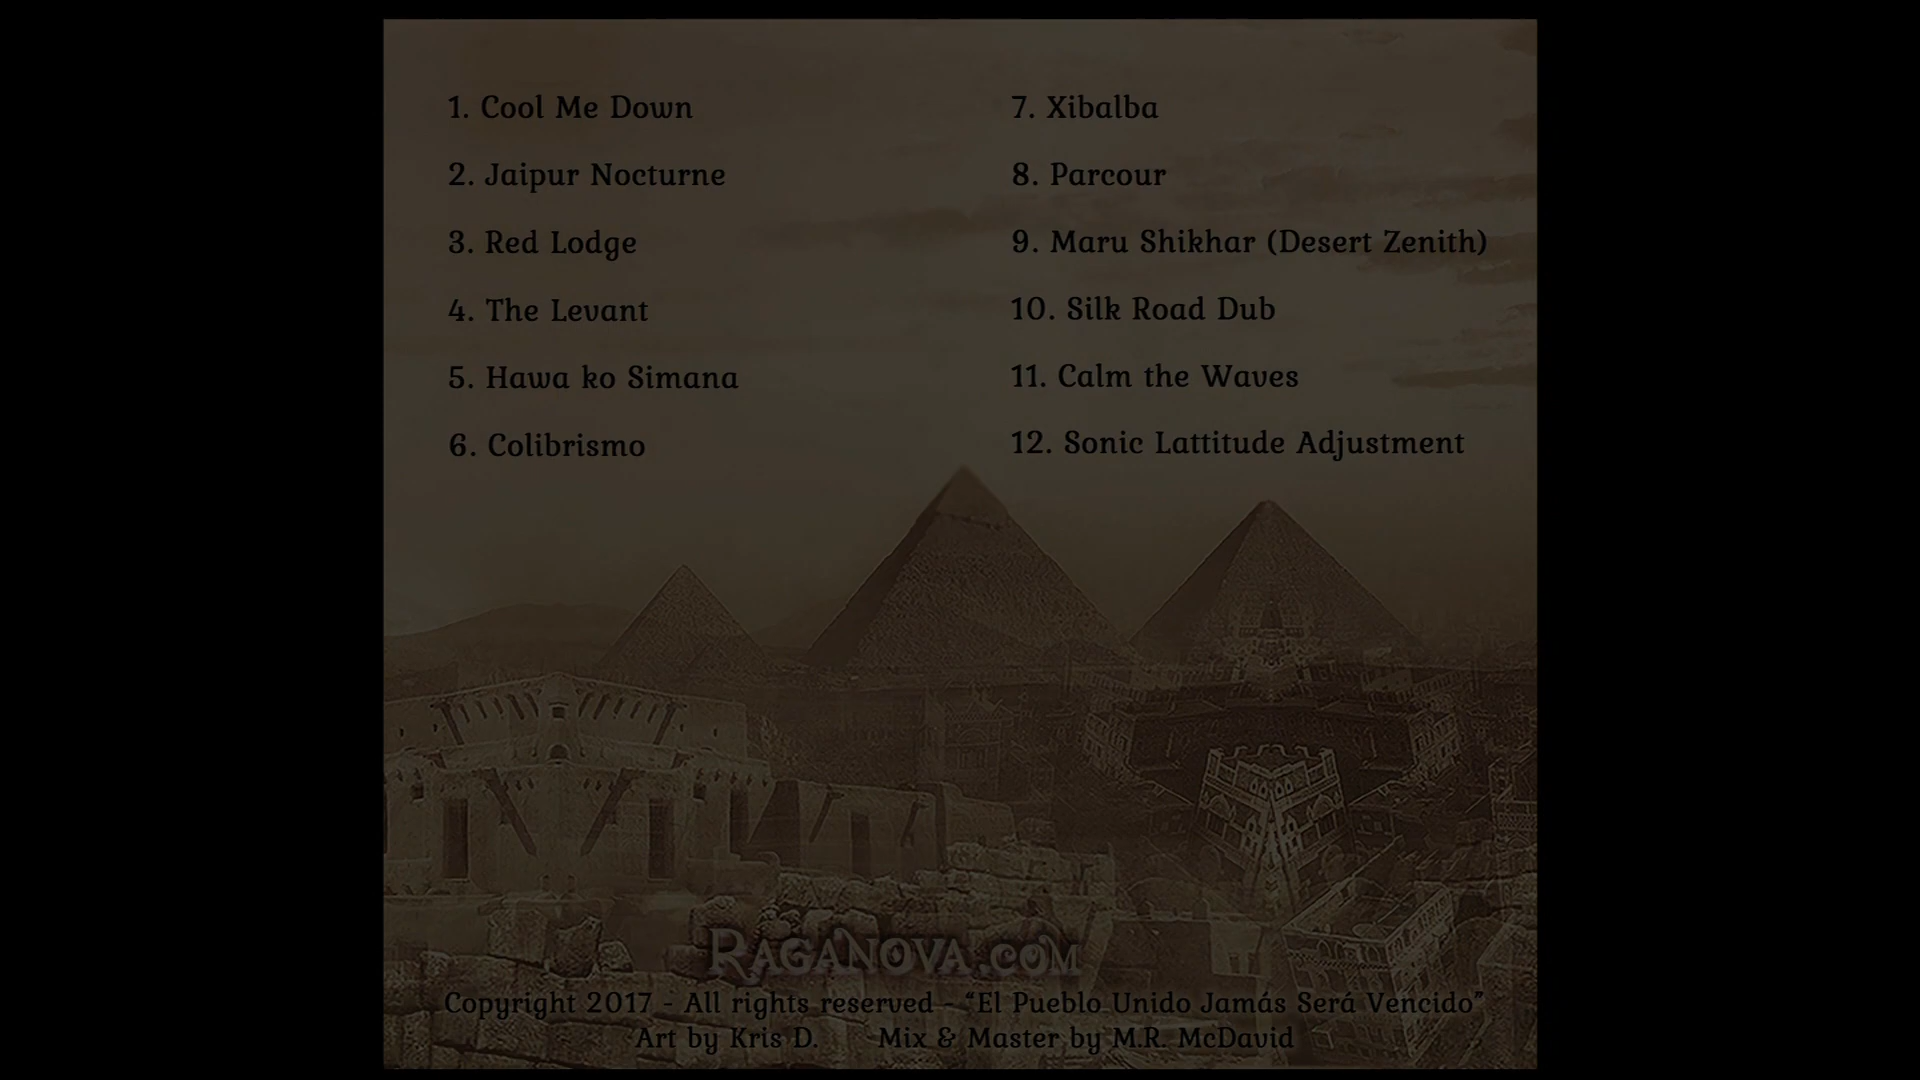 1. Cool Me Down
2. Jaipur Nocturne
3. Red Lodge
4. The Levant
5. Hawa ko Simana
6. Colibrismo
7. Xibalba
8. Parcour
9. Maru Shikhar (Desert Zenith)
10. Silk Road Dub
11. Calm the Waves
12. Sonic Lattitude Adjustment
RAGANOVA.COM
Copyright 2017 - All rights reserved - “El Pueblo Unido Jamás Será Vencido”
Art by Kris D. Mix & Master by M.R. McDavid